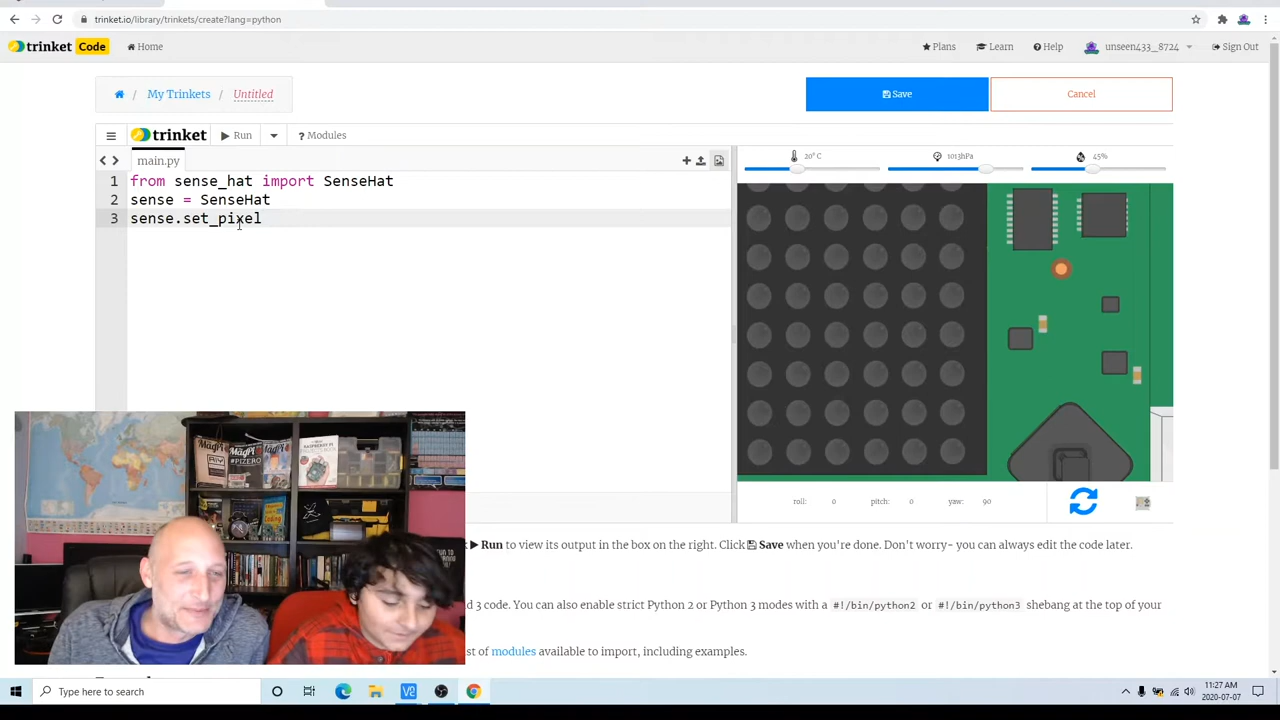 trinket.io/library/trinkets/create?lang=python
trinket Code Home Plans Learn Help unseen433_8724 Sign Out
My Trinkets / Untitled
Save
Cancel
trinket Run ? Modules
main.py
20°C 1013hPa 45%
1 from sense_hat import SenseHat
2 sense = SenseHat
3 sense.set_pixel
roll: 0 pitch: 0 yaw: 90
MagPi
MagPi
#PIZERO
Run to view its output in the box on the right. Click Save when you're done. Don't worry- you can always edit the code later.
d 3 code. You can also enable strict Python 2 or Python 3 modes with a #!/bin/python2 or #!/bin/python3 shebang at the top of your
st of modules available to import, including examples.
Type here to search
11:27 AM
2020-07-07